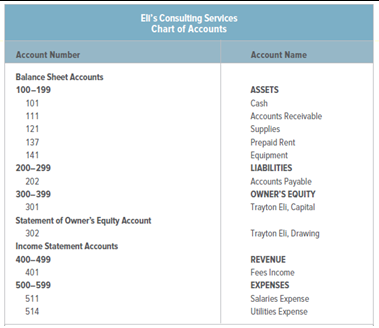 Eli's Consulting Services
Chart of Accounts
Account Number Account Name
Balance Sheet Accounts
100–199 ASSETS
101 Cash
111 Accounts Receivable
121 Supplies
137 Prepaid Rent
141 Equipment
200–299 LIABILITIES
202 Accounts Payable
300–399 OWNER'S EQUITY
301 Trayton Eli, Capital
Statement of Owner's Equity Account
302 Trayton Eli, Drawing
Income Statement Accounts
400–499 REVENUE
401 Fees Income
500–599 EXPENSES
511 Salaries Expense
514 Utilities Expense